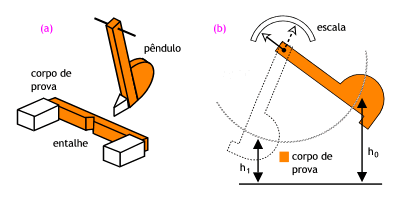 (a)
pêndulo
corpo de
prova
entalhe
(b)
escala
h1
h0
corpo de
prova